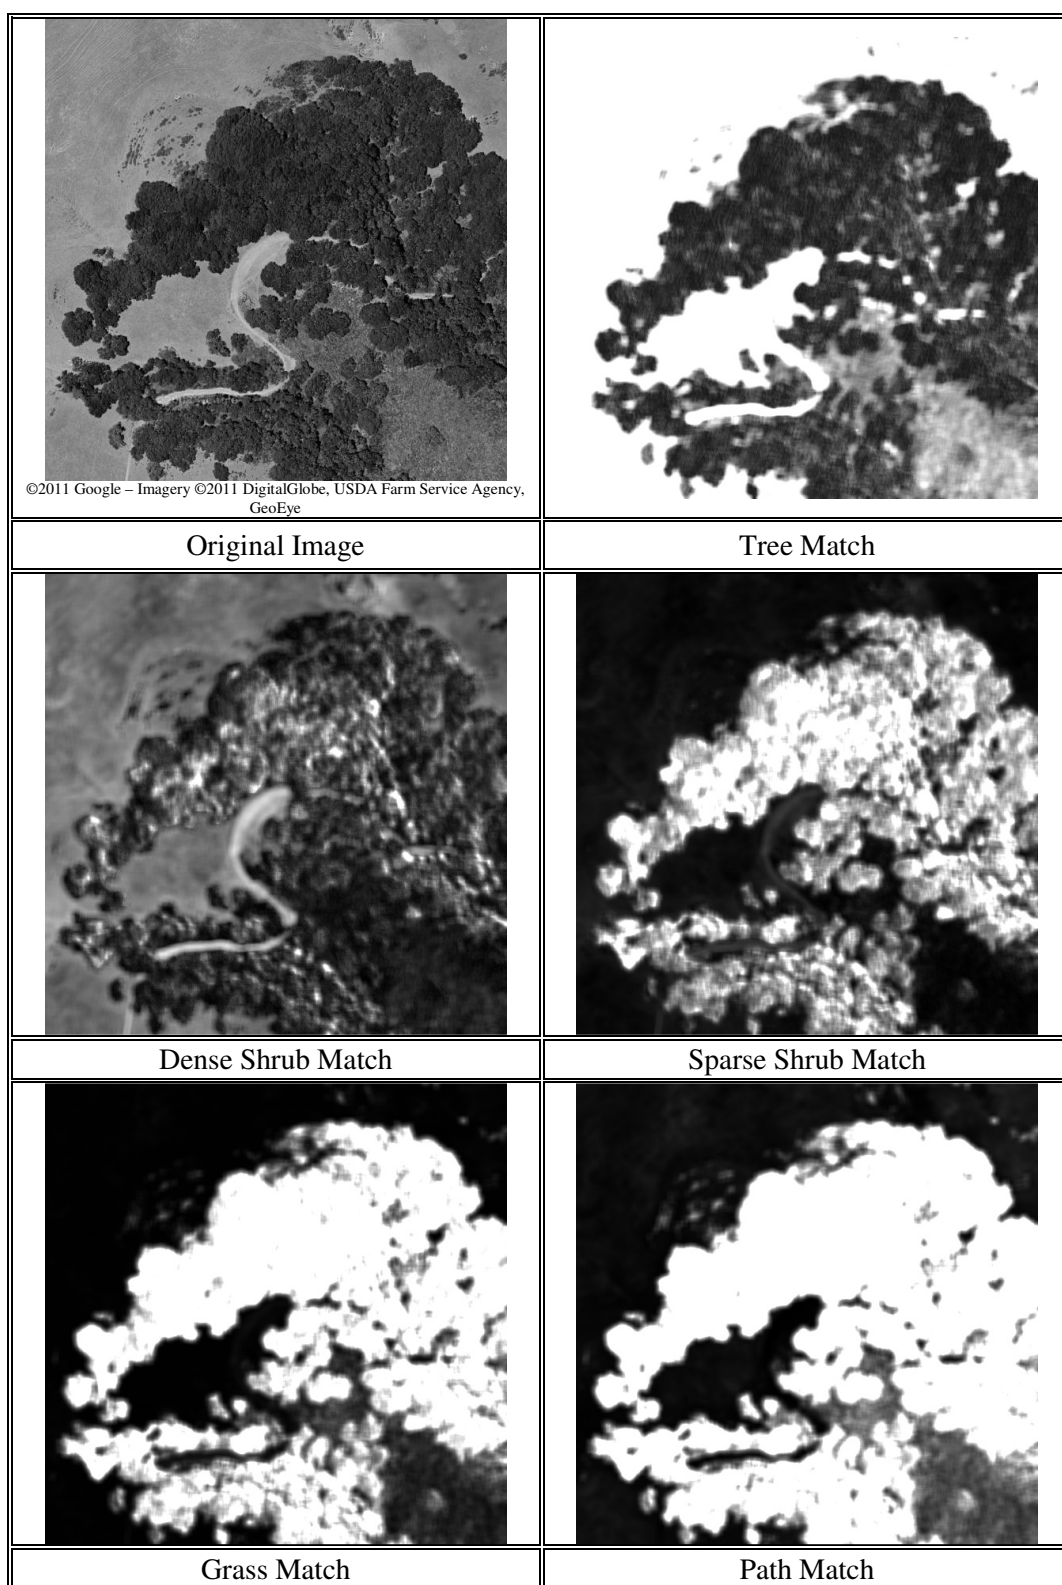 ©2011 Google – Imagery ©2011 DigitalGlobe, USDA Farm Service Agency,
GeoEye
Original Image
Tree Match
Dense Shrub Match
Sparse Shrub Match
Grass Match
Path Match